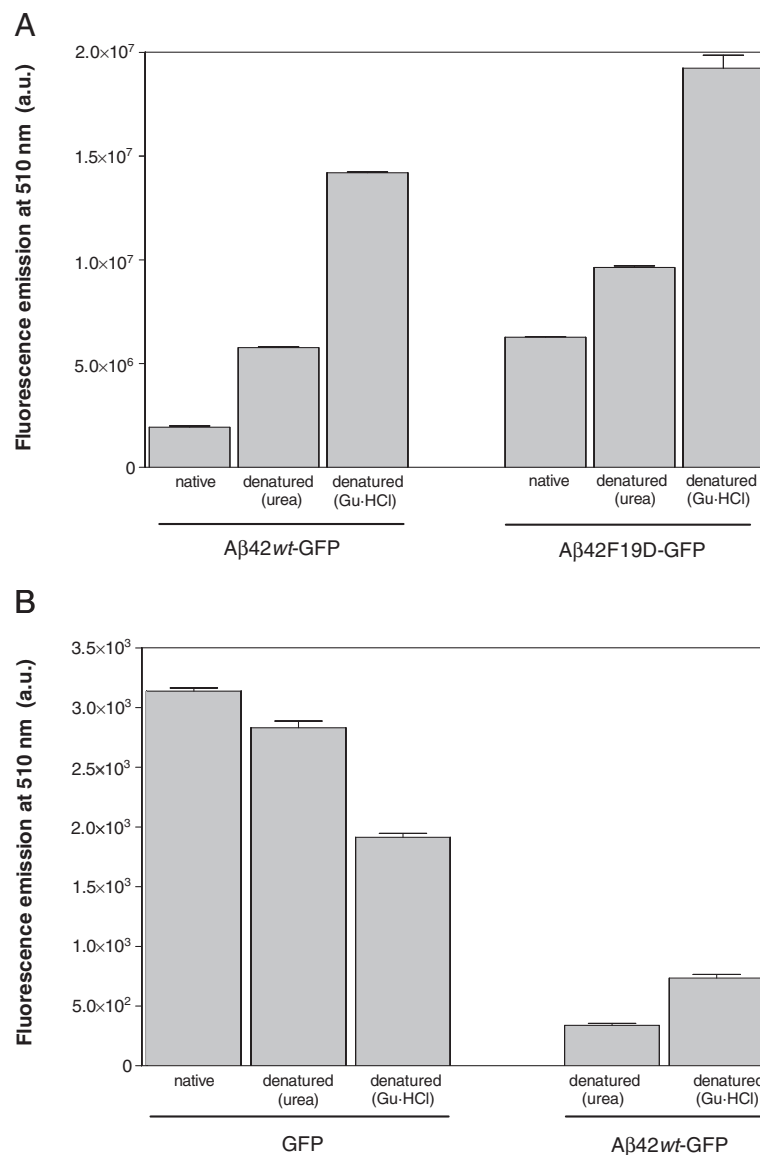 A
Fluorescence emission at 510 nm (a.u.)
2.0×10⁷
1.5×10⁷
1.0×10⁷
5.0×10⁶
0
native
denatured
(urea)
denatured
(Gu·HCl)
native
denatured
(urea)
denatured
(Gu·HCl)
Aβ42wt-GFP
Aβ42F19D-GFP
B
Fluorescence emission at 510 nm (a.u.)
3.5×10³
3.0×10³
2.5×10³
2.0×10³
1.5×10³
1.0×10³
5.0×10²
0
native
denatured
(urea)
denatured
(Gu·HCl)
denatured
(urea)
denatured
(Gu·HCl)
GFP
Aβ42wt-GFP